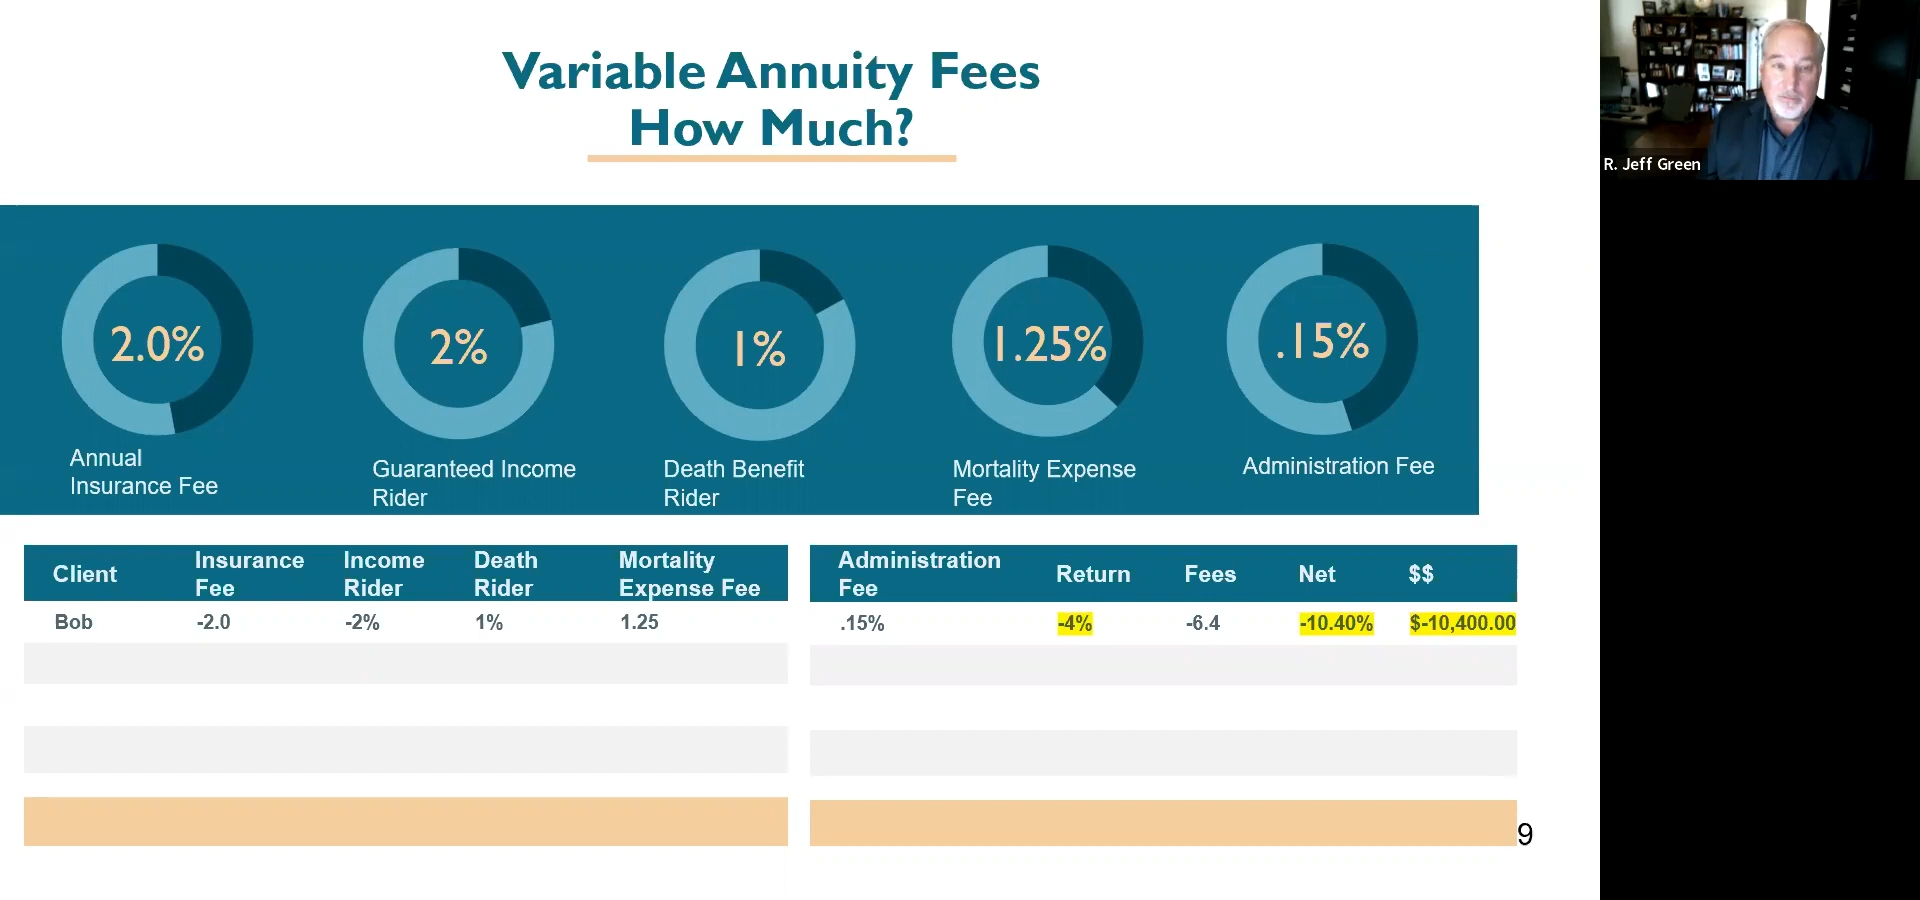 Variable Annuity Fees
How Much?
R. Jeff Green
2.0%
2%
1%
1.25%
.15%
Annual
Insurance Fee
Guaranteed Income
Rider
Death Benefit
Rider
Mortality Expense
Fee
Administration Fee
Client
Insurance
Fee
Income
Rider
Death
Rider
Mortality
Expense Fee
Administration
Fee
Return
Fees
Net
$$
Bob
-2.0
-2%
1%
1.25
.15%
-4%
-6.4
-10.40%
$-10,400.00
9